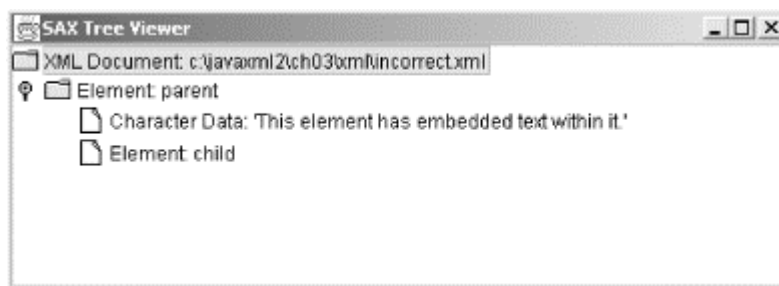 SAX Tree Viewer
XML Document: c:\javaxml2\ch03\xml\incorrect.xml
Element: parent
Character Data: 'This element has embedded text within it.'
Element: child